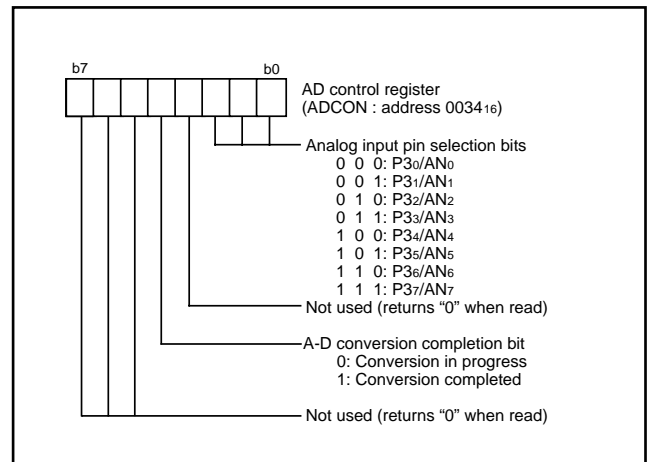 b7 b0
AD control register
(ADCON : address 0034₁₆)
Analog input pin selection bits
0 0 0: P3₀/AN₀
0 0 1: P3₁/AN₁
0 1 0: P3₂/AN₂
0 1 1: P3₃/AN₃
1 0 0: P3₄/AN₄
1 0 1: P3₅/AN₅
1 1 0: P3₆/AN₆
1 1 1: P3₇/AN₇
Not used (returns “0” when read)
A-D conversion completion bit
0: Conversion in progress
1: Conversion completed
Not used (returns “0” when read)